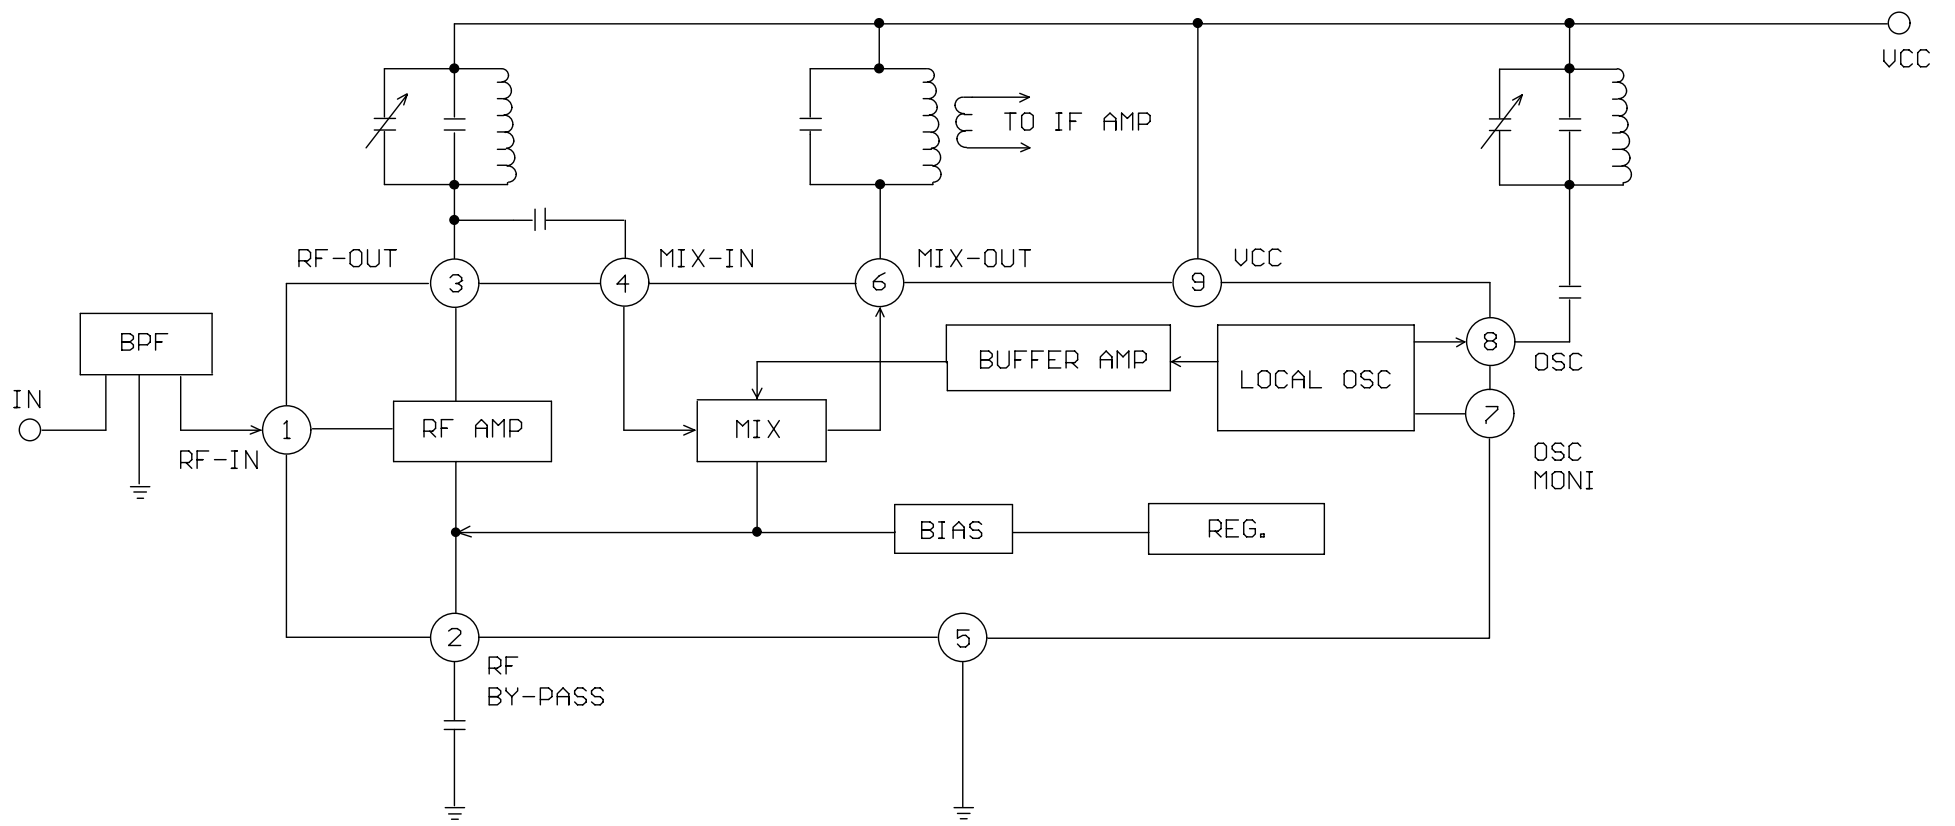 VCC
TO IF AMP
RF-OUT
MIX-IN
MIX-OUT
VCC
3
4
6
9
BPF
8
BUFFER AMP
OSC
LOCAL OSC
IN
7
1
RF AMP
MIX
RF-IN
OSC
MONI
BIAS
REG.
2
5
RF
BY-PASS